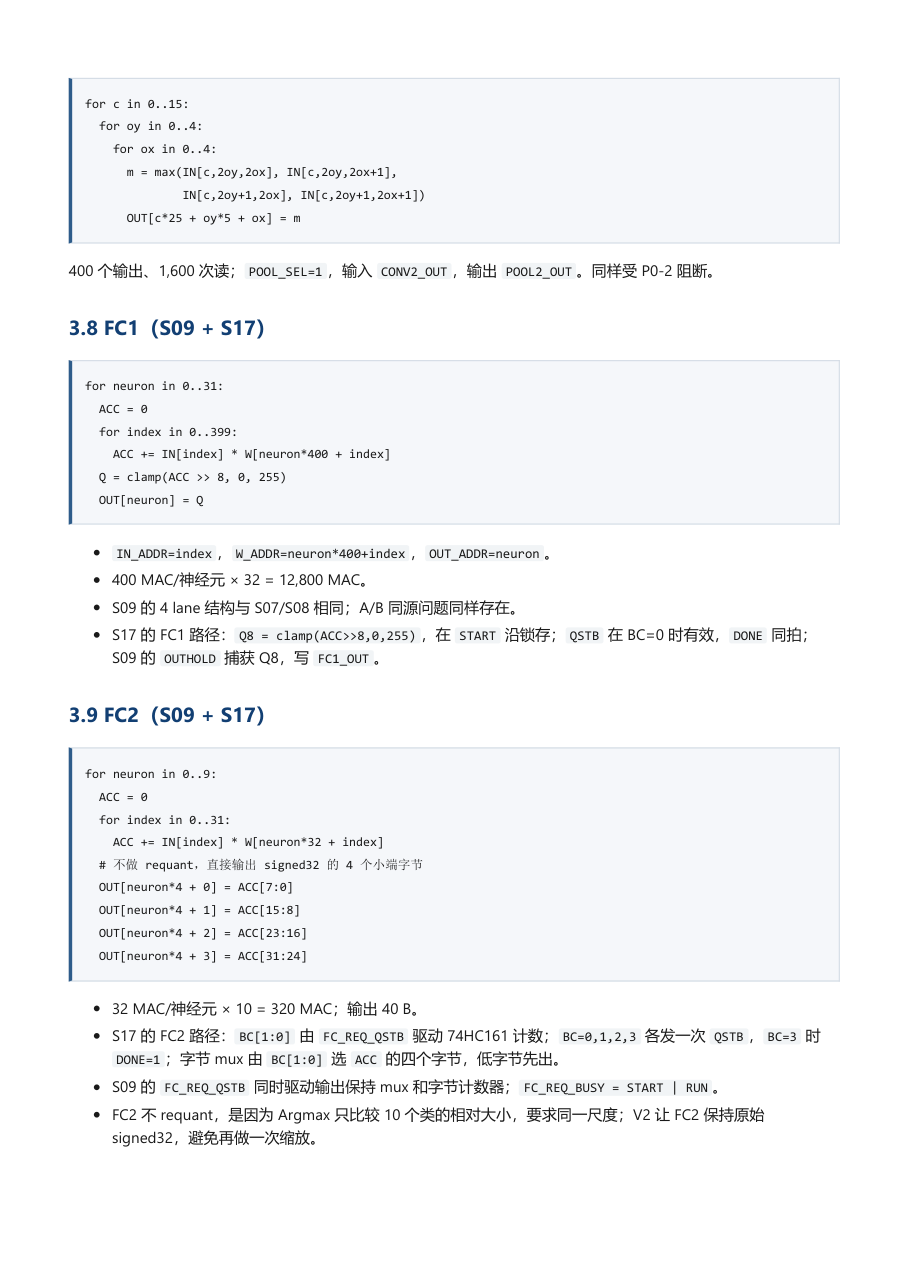 for c in 0..15:
  for oy in 0..4:
    for ox in 0..4:
      m = max(IN[c,2oy,2ox], IN[c,2oy,2ox+1],
              IN[c,2oy+1,2ox], IN[c,2oy+1,2ox+1])
      OUT[c*25 + oy*5 + ox] = m
400 个输出、1,600 次读；POOL_SEL=1，输入 CONV2_OUT，输出 POOL2_OUT。同样受 P0-2 阻断。
3.8 FC1（S09 + S17）
for neuron in 0..31:
  ACC = 0
  for index in 0..399:
    ACC += IN[index] * W[neuron*400 + index]
  Q = clamp(ACC >> 8, 0, 255)
  OUT[neuron] = Q
• IN_ADDR=index，W_ADDR=neuron*400+index，OUT_ADDR=neuron。
• 400 MAC/神经元 × 32 = 12,800 MAC。
• S09 的 4 lane 结构与 S07/S08 相同；A/B 同源问题同样存在。
• S17 的 FC1 路径：Q8 = clamp(ACC>>8,0,255)，在 START 沿锁存；QSTB 在 BC=0 时有效，DONE 同拍；
S09 的 OUTHOLD 捕获 Q8，写 FC1_OUT。
3.9 FC2（S09 + S17）
for neuron in 0..9:
  ACC = 0
  for index in 0..31:
    ACC += IN[index] * W[neuron*32 + index]
  # 不做 requant，直接输出 signed32 的 4 个小端字节
  OUT[neuron*4 + 0] = ACC[7:0]
  OUT[neuron*4 + 1] = ACC[15:8]
  OUT[neuron*4 + 2] = ACC[23:16]
  OUT[neuron*4 + 3] = ACC[31:24]
• 32 MAC/神经元 × 10 = 320 MAC；输出 40 B。
• S17 的 FC2 路径：BC[1:0] 由 FC_REQ_QSTB 驱动 74HC161 计数；BC=0,1,2,3 各发一次 QSTB，BC=3 时
DONE=1；字节 mux 由 BC[1:0] 选 ACC 的四个字节，低字节先出。
• S09 的 FC_REQ_QSTB 同时驱动输出保持 mux 和字节计数器；FC_REQ_BUSY = START | RUN。
• FC2 不 requant，是因为 Argmax 只比较 10 个类的相对大小，要求同一尺度；V2 让 FC2 保持原始
signed32，避免再做一次缩放。